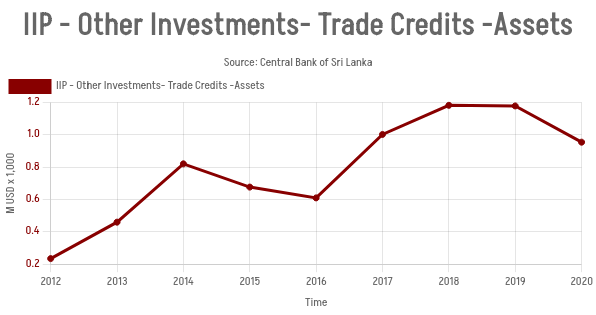 IIP - Other Investments- Trade Credits -Assets
Source: Central Bank of Sri Lanka
IIP - Other Investments- Trade Credits -Assets
M USD x 1,000
1.2
1.0
0.8
0.6
0.4
0.2
2012 2013 2014 2015 2016 2017 2018 2019 2020
Time